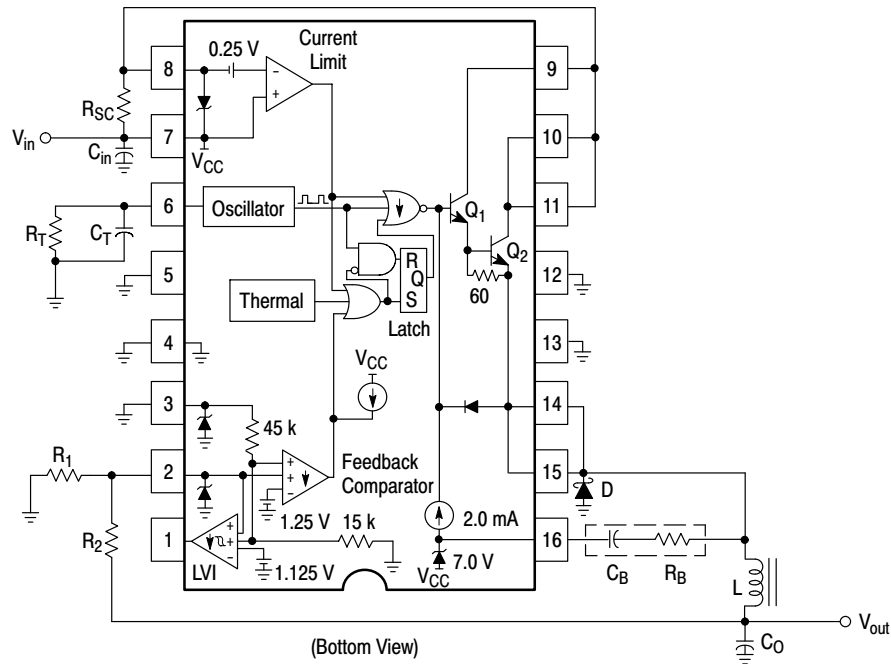 0.25 V
Current
Limit
8
9
R_SC
V_in
7
10
C_in
V_CC
6
Oscillator
Q_1
11
R_T
C_T
Q_2
R
Q
S
5
12
60
Thermal
Latch
4
13
V_CC
3
14
45 k
R_1
2
Feedback
Comparator
15
D
R_2
1.25 V
15 k
2.0 mA
1
16
7.0 V
1.125 V
LVI
V_CC
C_B
R_B
L
V_out
(Bottom View)
C_O
+
+
−
+
+
−
−
+